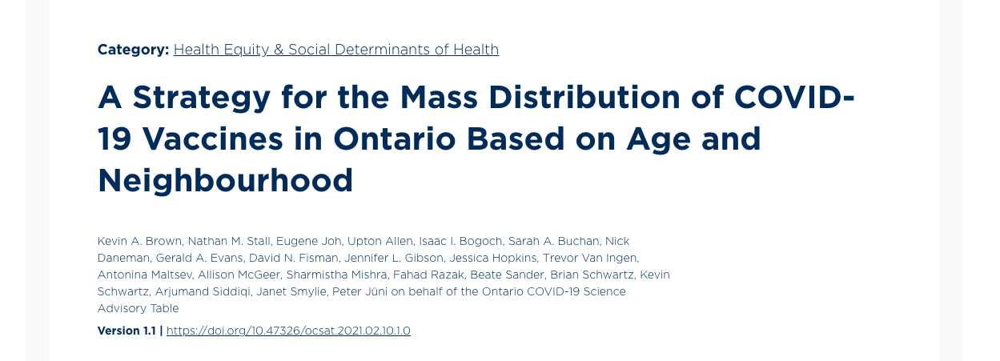 Category: Health Equity & Social Determinants of Health
A Strategy for the Mass Distribution of COVID-
19 Vaccines in Ontario Based on Age and
Neighbourhood
Kevin A. Brown, Nathan M. Stall, Eugene Joh, Upton Allen, Isaac I. Bogoch, Sarah A. Buchan, Nick
Daneman, Gerald A. Evans, David N. Fisman, Jennifer L. Gibson, Jessica Hopkins, Trevor Van Ingen,
Antonina Maltsev, Allison McGeer, Sharmistha Mishra, Fahad Razak, Beate Sander, Brian Schwartz, Kevin
Schwartz, Arjumand Siddiqi, Janet Smylie, Peter Jüni on behalf of the Ontario COVID-19 Science
Advisory Table
Version 1.1 | https://doi.org/10.47326/ocsat.2021.02.10.1.0